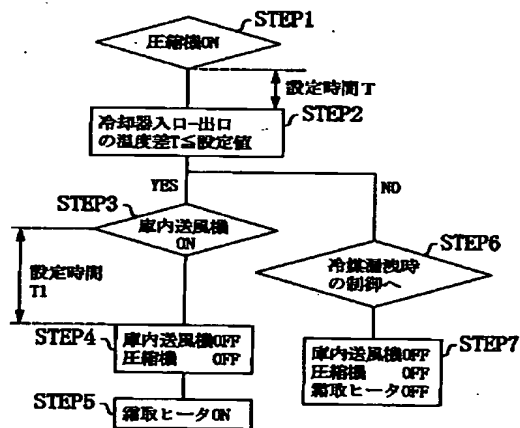 STEP1
圧縮機ON
設定時間T
STEP2
冷却器入口-出口
の温度差T≦設定値
YES
NO
STEP3
庫内送風機
ON
設定時間
T1
STEP6
冷媒漏洩時
の制御へ
STEP4
庫内送風機OFF
圧縮機 OFF
STEP7
庫内送風機OFF
圧縮機 OFF
霜取ヒータOFF
STEP5
霜取ヒータON